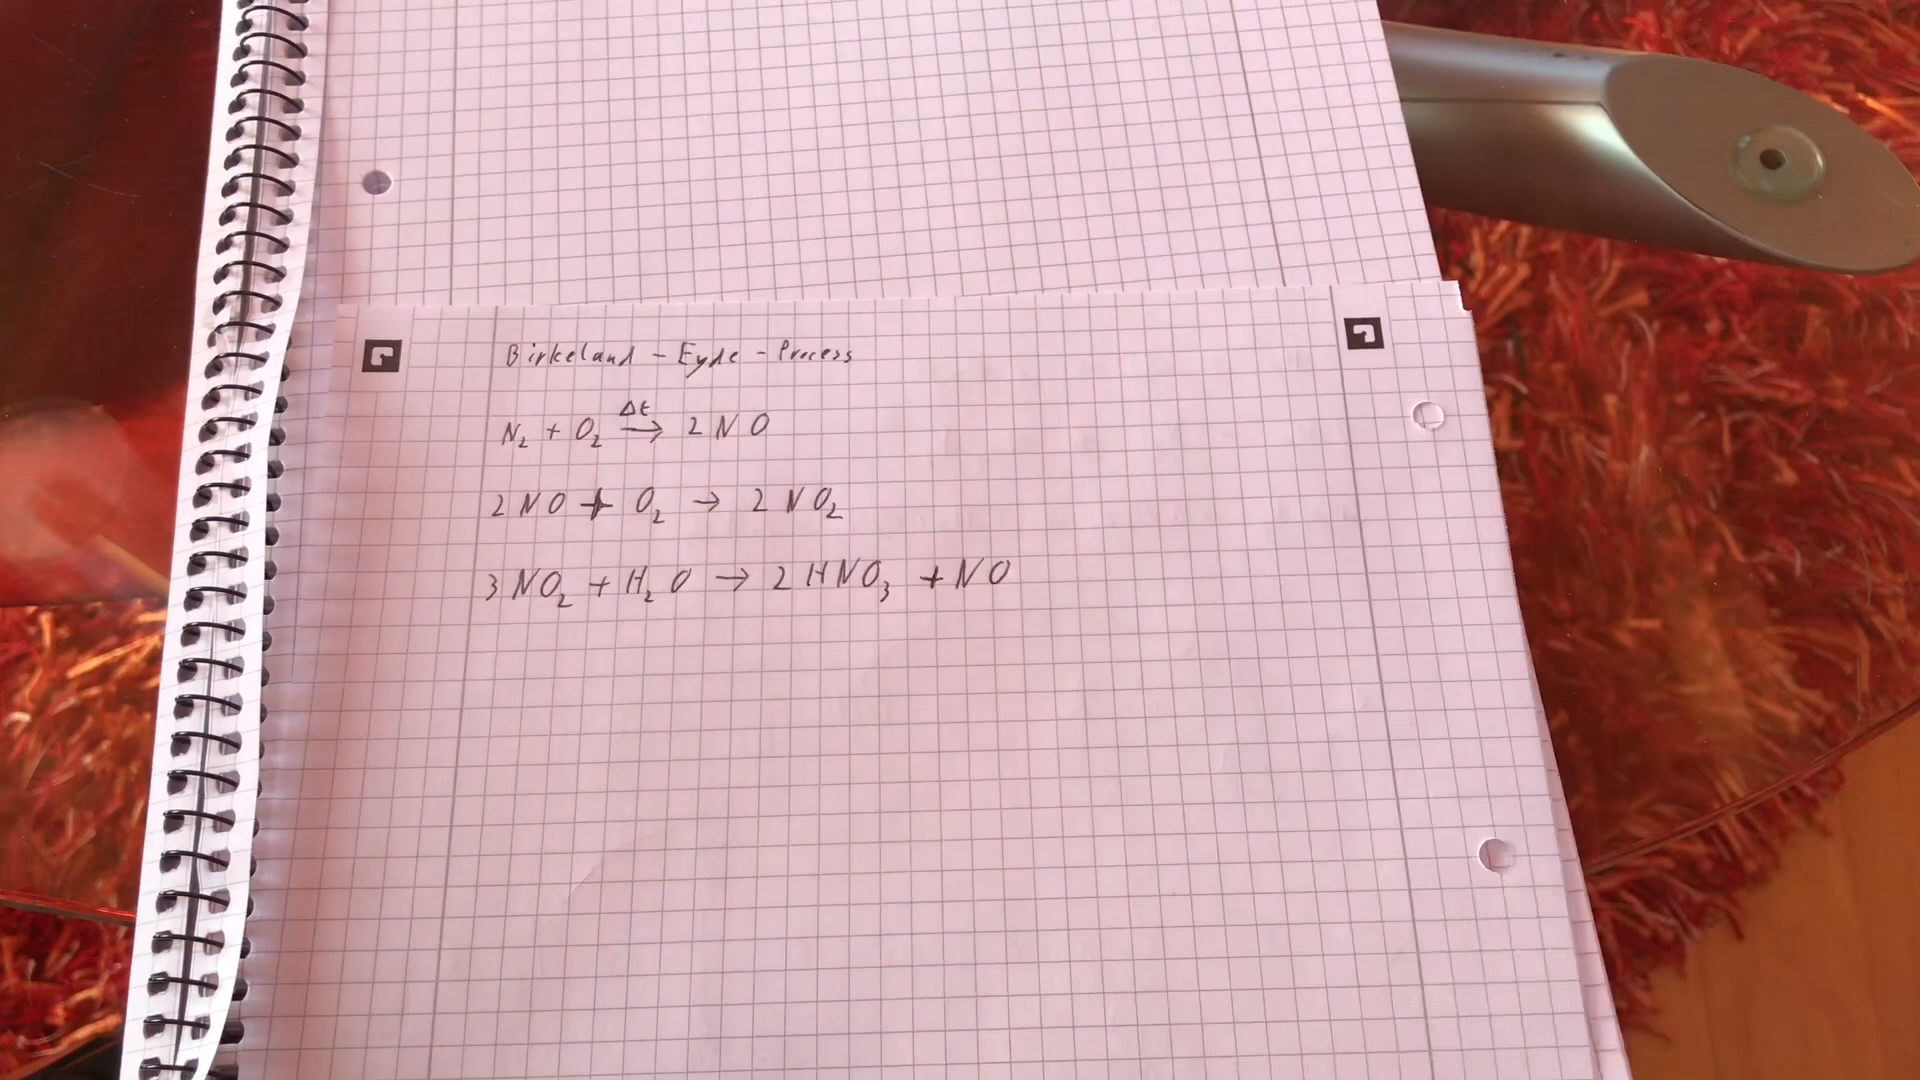 Birkeland - Eyde - Process
N₂ + O₂ →(Δt) 2 NO
2 NO + O₂ → 2 NO₂
3 NO₂ + H₂O → 2 HNO₃ + NO